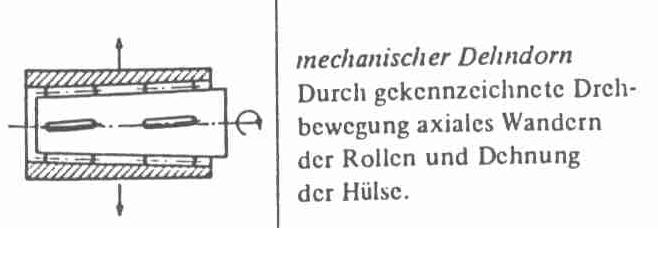 mechanischer Dehndorn
Durch gekennzeichnete Dreh-
bewegung axiales Wandern
der Rollen und Dehnung
der Hülse.